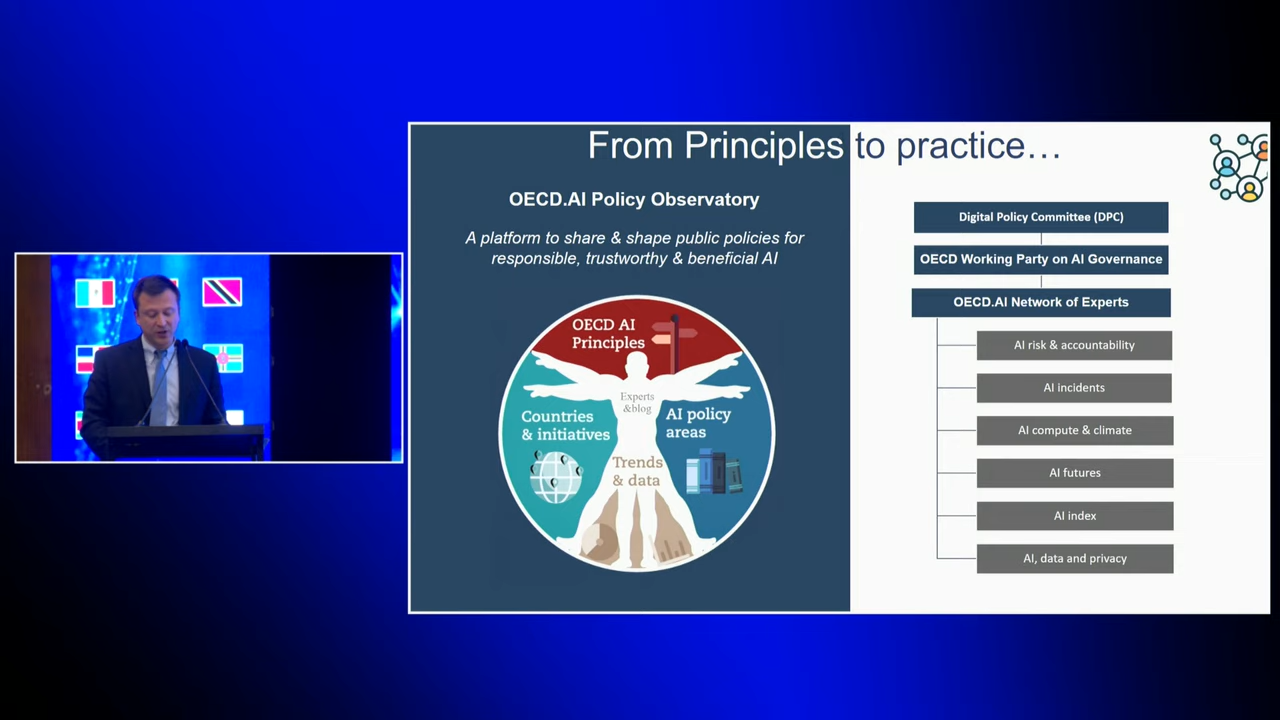 From Principles to practice…
OECD.AI Policy Observatory
A platform to share & shape public policies for
responsible, trustworthy & beneficial AI
OECD AI
Principles
Experts
&blog
Countries
& initiatives
AI policy
areas
Trends
& data
Digital Policy Committee (DPC)
OECD Working Party on AI Governance
OECD.AI Network of Experts
AI risk & accountability
AI incidents
AI compute & climate
AI futures
AI index
AI, data and privacy